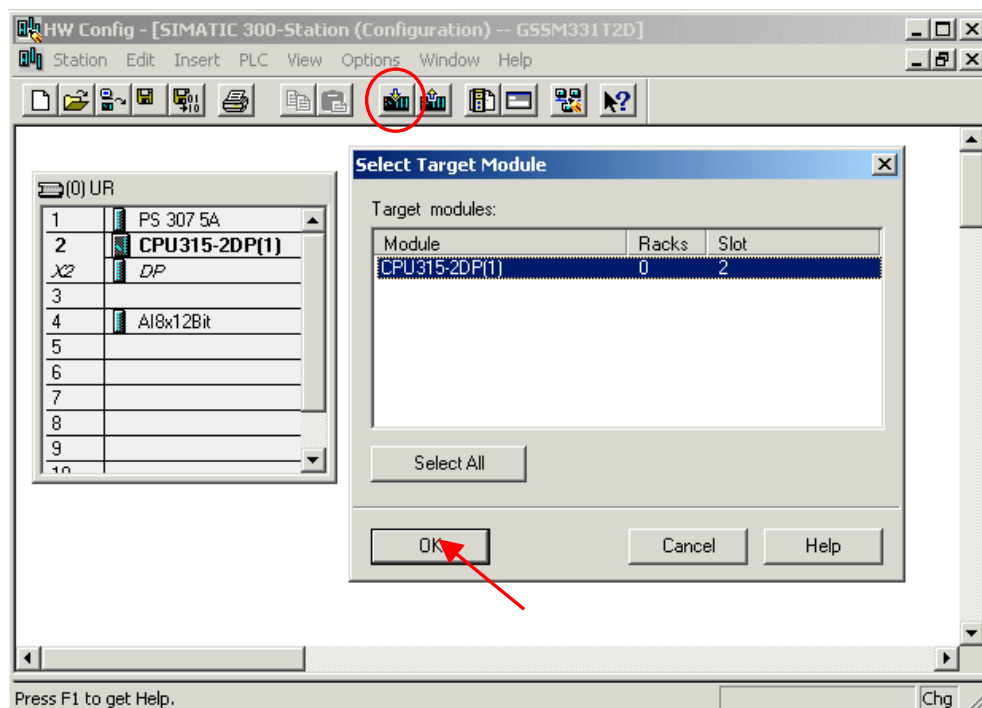 HW Config - [SIMATIC 300-Station (Configuration) -- GSSM331T2D]
Station Edit Insert PLC View Options Window Help
(0) UR
1 PS 307 5A
2 CPU315-2DP(1)
X2 DP
3
4 AI8x12Bit
5
6
7
8
9
10
Select Target Module
Target modules:
Module Racks Slot
CPU315-2DP(1) 0 2
Select All
OK Cancel Help
Press F1 to get Help.
Chg